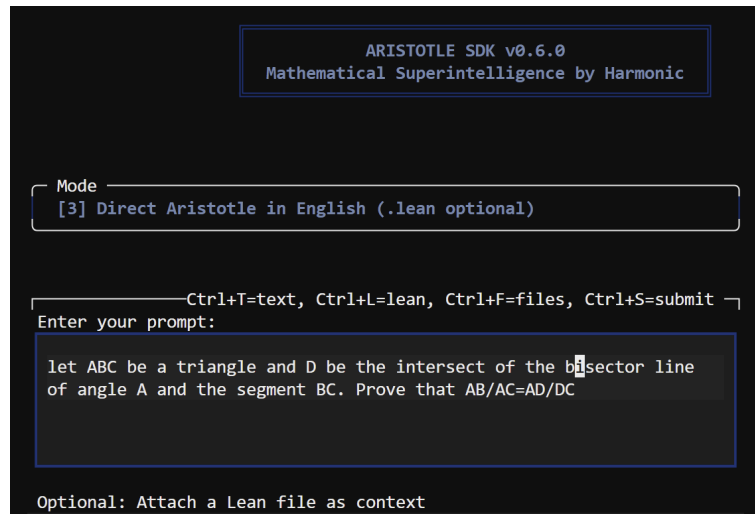 ARISTOTLE SDK v0.6.0
Mathematical Superintelligence by Harmonic
Mode
[3] Direct Aristotle in English (.lean optional)
Ctrl+T=text, Ctrl+L=lean, Ctrl+F=files, Ctrl+S=submit
Enter your prompt:
let ABC be a triangle and D be the intersect of the bisector line
of angle A and the segment BC. Prove that AB/AC=AD/DC
Optional: Attach a Lean file as context